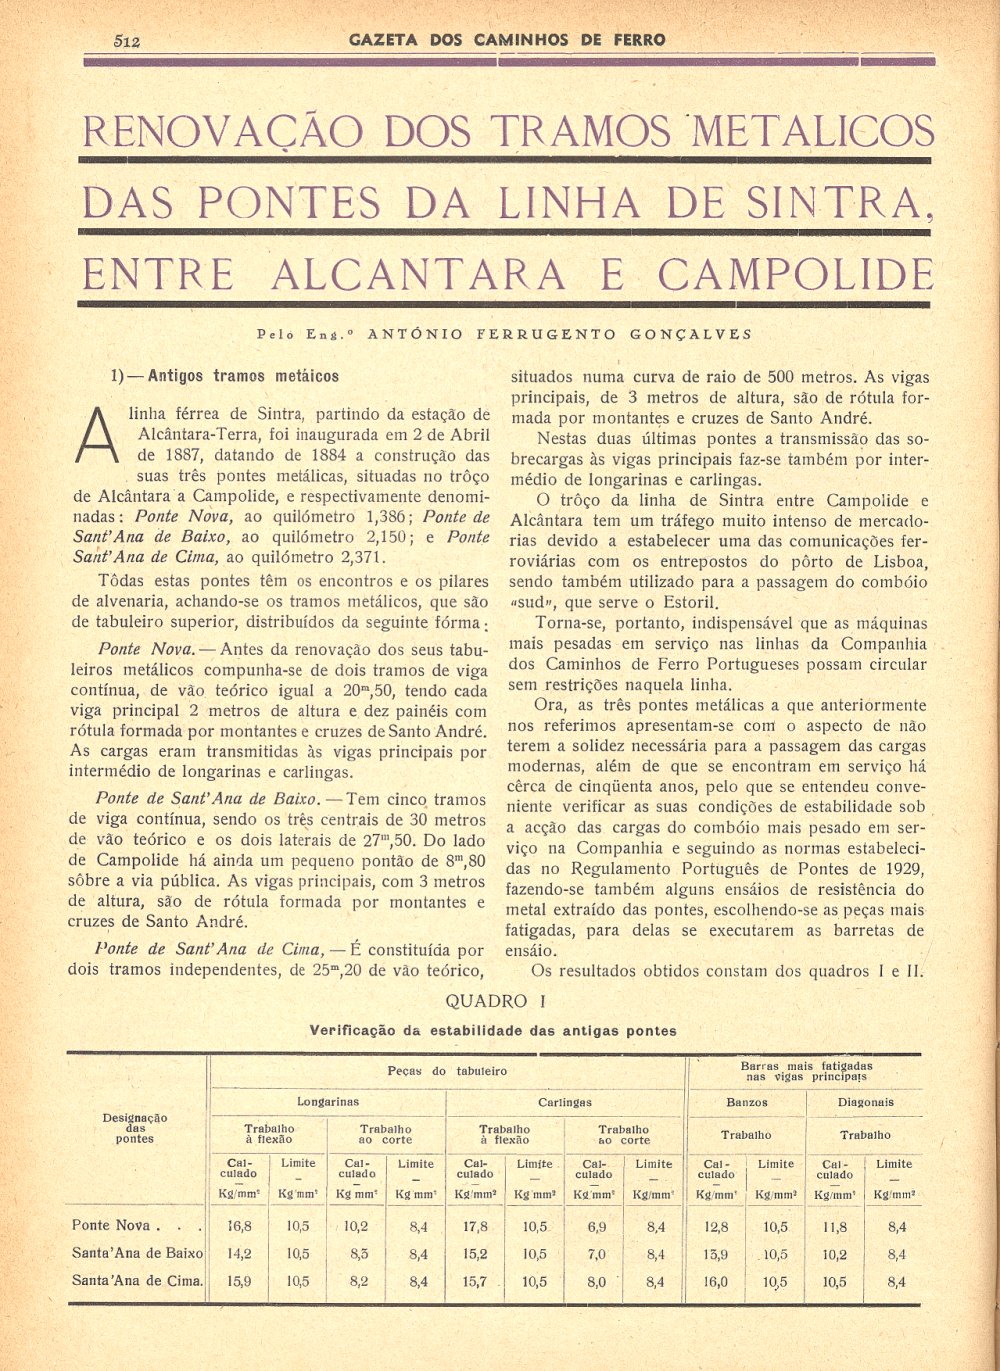 512
GAZETA DOS CAMINHOS DE FERRO
RENOVAÇÃO DOS TRAMOS METALICOS
DAS PONTES DA LINHA DE SINTRA,
ENTRE ALCANTARA E CAMPOLIDE
Pelo Eng.º ANTÓNIO FERRUGENTO GONÇALVES
1) — Antigos tramos metáicos
A linha férrea de Sintra, partindo da estação de
Alcântara-Terra, foi inaugurada em 2 de Abril
de 1887, datando de 1884 a construção das
suas três pontes metálicas, situadas no trôço
de Alcântara a Campolide, e respectivamente denomi-
nadas: Ponte Nova, ao quilómetro 1,386; Ponte de
Sant'Ana de Baixo, ao quilómetro 2,150; e Ponte
Sant'Ana de Cima, ao quilómetro 2,371.
Tôdas estas pontes têm os encontros e os pilares
de alvenaria, achando-se os tramos metálicos, que são
de tabuleiro superior, distribuídos da seguinte fórma:
Ponte Nova. — Antes da renovação dos seus tabu-
leiros metálicos compunha-se de dois tramos de viga
contínua, de vão teórico igual a 20ᵐ,50, tendo cada
viga principal 2 metros de altura e dez painéis com
rótula formada por montantes e cruzes de Santo André.
As cargas eram transmitidas às vigas principais por
intermédio de longarinas e carlingas.
Ponte de Sant'Ana de Baixo. — Tem cinco tramos
de viga contínua, sendo os três centrais de 30 metros
de vão teórico e os dois laterais de 27ᵐ,50. Do lado
de Campolide há ainda um pequeno pontão de 8ᵐ,80
sôbre a via pública. As vigas principais, com 3 metros
de altura, são de rótula formada por montantes e
cruzes de Santo André.
Ponte de Sant'Ana de Cima, — É constituída por
dois tramos independentes, de 25ᵐ,20 de vão teórico,
situados numa curva de raio de 500 metros. As vigas
principais, de 3 metros de altura, são de rótula for-
mada por montantes e cruzes de Santo André.
Nestas duas últimas pontes a transmissão das so-
brecargas às vigas principais faz-se também por inter-
médio de longarinas e carlingas.
O trôço da linha de Sintra entre Campolide e
Alcântara tem um tráfego muito intenso de mercado-
rias devido a estabelecer uma das comunicações fer-
roviárias com os entrepostos do pôrto de Lisboa,
sendo também utilizado para a passagem do combóio
«sud», que serve o Estoril.
Torna-se, portanto, indispensável que as máquinas
mais pesadas em serviço nas linhas da Companhia
dos Caminhos de Ferro Portugueses possam circular
sem restrições naquela linha.
Ora, as três pontes metálicas a que anteriormente
nos referimos apresentam-se com o aspecto de não
terem a solidez necessária para a passagem das cargas
modernas, além de que se encontram em serviço há
cêrca de cinqüenta anos, pelo que se entendeu conve-
niente verificar as suas condições de estabilidade sob
a acção das cargas do combóio mais pesado em ser-
viço na Companhia e seguindo as normas estabeleci-
das no Regulamento Português de Pontes de 1929,
fazendo-se também alguns ensáios de resistência do
metal extraído das pontes, escolhendo-se as peças mais
fatigadas, para delas se executarem as barretas de
ensáio.
Os resultados obtidos constam dos quadros I e II.
QUADRO I
Verificação da estabilidade das antigas pontes
Designação das pontes
Peças do tabuleiro
Barras mais fatigadas nas vigas principais
Longarinas Carlingas Banzos Diagonais
Trabalho à flexão Trabalho ao corte Trabalho à flexão Trabalho ao corte Trabalho Trabalho
Cal-culado Limite Cal-culado Limite Cal-culado Limite Cal-culado Limite Cal-culado Limite Cal-culado Limite
Kg/mm² Kg mm² Kg mm² Kg mm² Kg/mm² Kg mm² Kg mm² Kg/mm² Kg/mm² Kg/mm² Kg/mm² Kg/mm²
Ponte Nova . . . 16,8 10,5 10,2 8,4 17,8 10,5 6,9 8,4 12,8 10,5 11,8 8,4
Santa'Ana de Baixo 14,2 10,5 8,3 8,4 15,2 10,5 7,0 8,4 13,9 10,5 10,2 8,4
Santa'Ana de Cima. 15,9 10,5 8,2 8,4 15,7 10,5 8,0 8,4 16,0 10,5 10,5 8,4